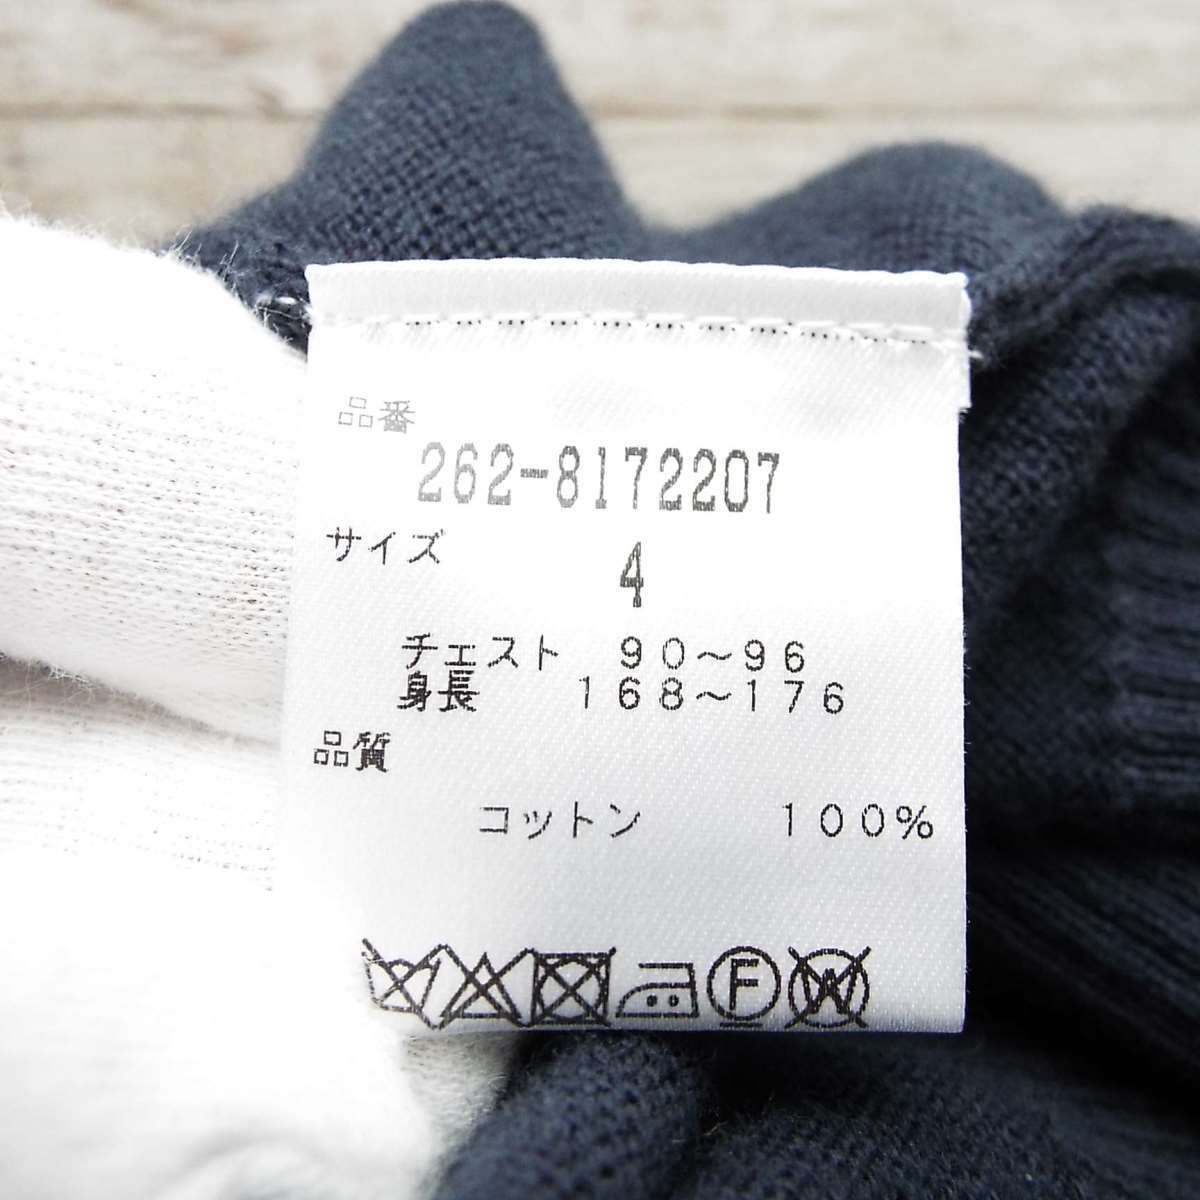 品番
262-8172207
サイズ
4
チェスト 90~96
身長 168~176
品質
コットン 100%
F
W